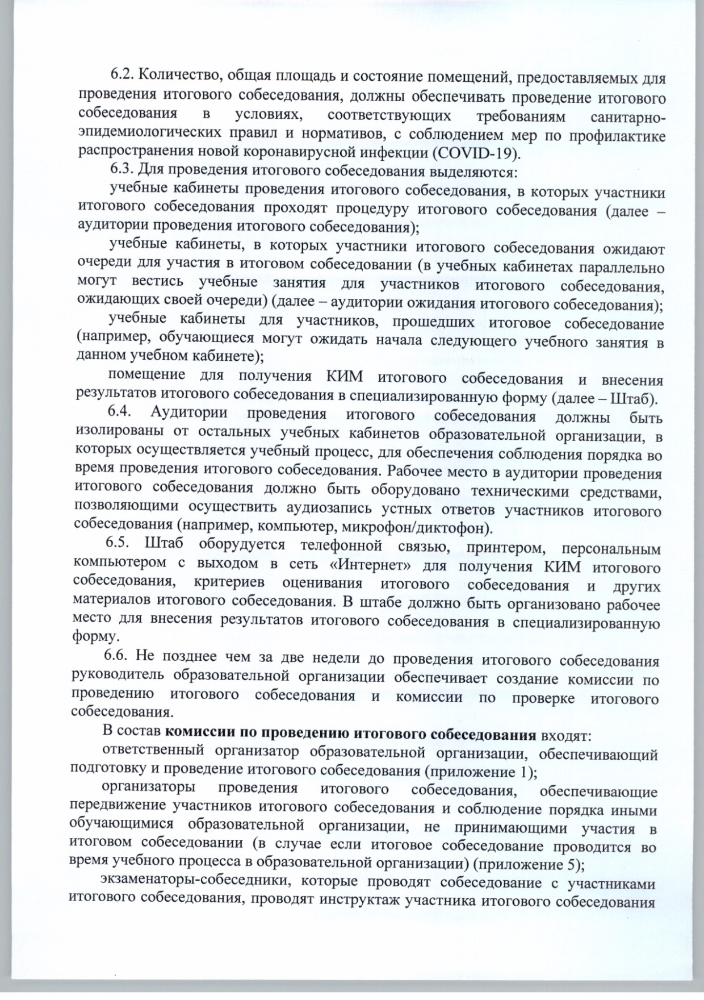 6.2. Количество, общая площадь и состояние помещений, предоставляемых для
проведения итогового собеседования, должны обеспечивать проведение итогового
собеседования в условиях, соответствующих требованиям санитарно-
эпидемиологических правил и нормативов, с соблюдением мер по профилактике
распространения новой коронавирусной инфекции (COVID-19).
6.3. Для проведения итогового собеседования выделяются:
учебные кабинеты проведения итогового собеседования, в которых участники
итогового собеседования проходят процедуру итогового собеседования (далее –
аудитории проведения итогового собеседования);
учебные кабинеты, в которых участники итогового собеседования ожидают
очереди для участия в итоговом собеседовании (в учебных кабинетах параллельно
могут вестись учебные занятия для участников итогового собеседования,
ожидающих своей очереди) (далее – аудитории ожидания итогового собеседования);
учебные кабинеты для участников, прошедших итоговое собеседование
(например, обучающиеся могут ожидать начала следующего учебного занятия в
данном учебном кабинете);
помещение для получения КИМ итогового собеседования и внесения
результатов итогового собеседования в специализированную форму (далее – Штаб).
6.4. Аудитории проведения итогового собеседования должны быть
изолированы от остальных учебных кабинетов образовательной организации, в
которых осуществляется учебный процесс, для обеспечения соблюдения порядка во
время проведения итогового собеседования. Рабочее место в аудитории проведения
итогового собеседования должно быть оборудовано техническими средствами,
позволяющими осуществить аудиозапись устных ответов участников итогового
собеседования (например, компьютер, микрофон/диктофон).
6.5. Штаб оборудуется телефонной связью, принтером, персональным
компьютером с выходом в сеть «Интернет» для получения КИМ итогового
собеседования, критериев оценивания итогового собеседования и других
материалов итогового собеседования. В штабе должно быть организовано рабочее
место для внесения результатов итогового собеседования в специализированную
форму.
6.6. Не позднее чем за две недели до проведения итогового собеседования
руководитель образовательной организации обеспечивает создание комиссии по
проведению итогового собеседования и комиссии по проверке итогового
собеседования.
В состав комиссии по проведению итогового собеседования входят:
ответственный организатор образовательной организации, обеспечивающий
подготовку и проведение итогового собеседования (приложение 1);
организаторы проведения итогового собеседования, обеспечивающие
передвижение участников итогового собеседования и соблюдение порядка иными
обучающимися образовательной организации, не принимающими участия в
итоговом собеседовании (в случае если итоговое собеседование проводится во
время учебного процесса в образовательной организации) (приложение 5);
экзаменаторы-собеседники, которые проводят собеседование с участниками
итогового собеседования, проводят инструктаж участника итогового собеседования